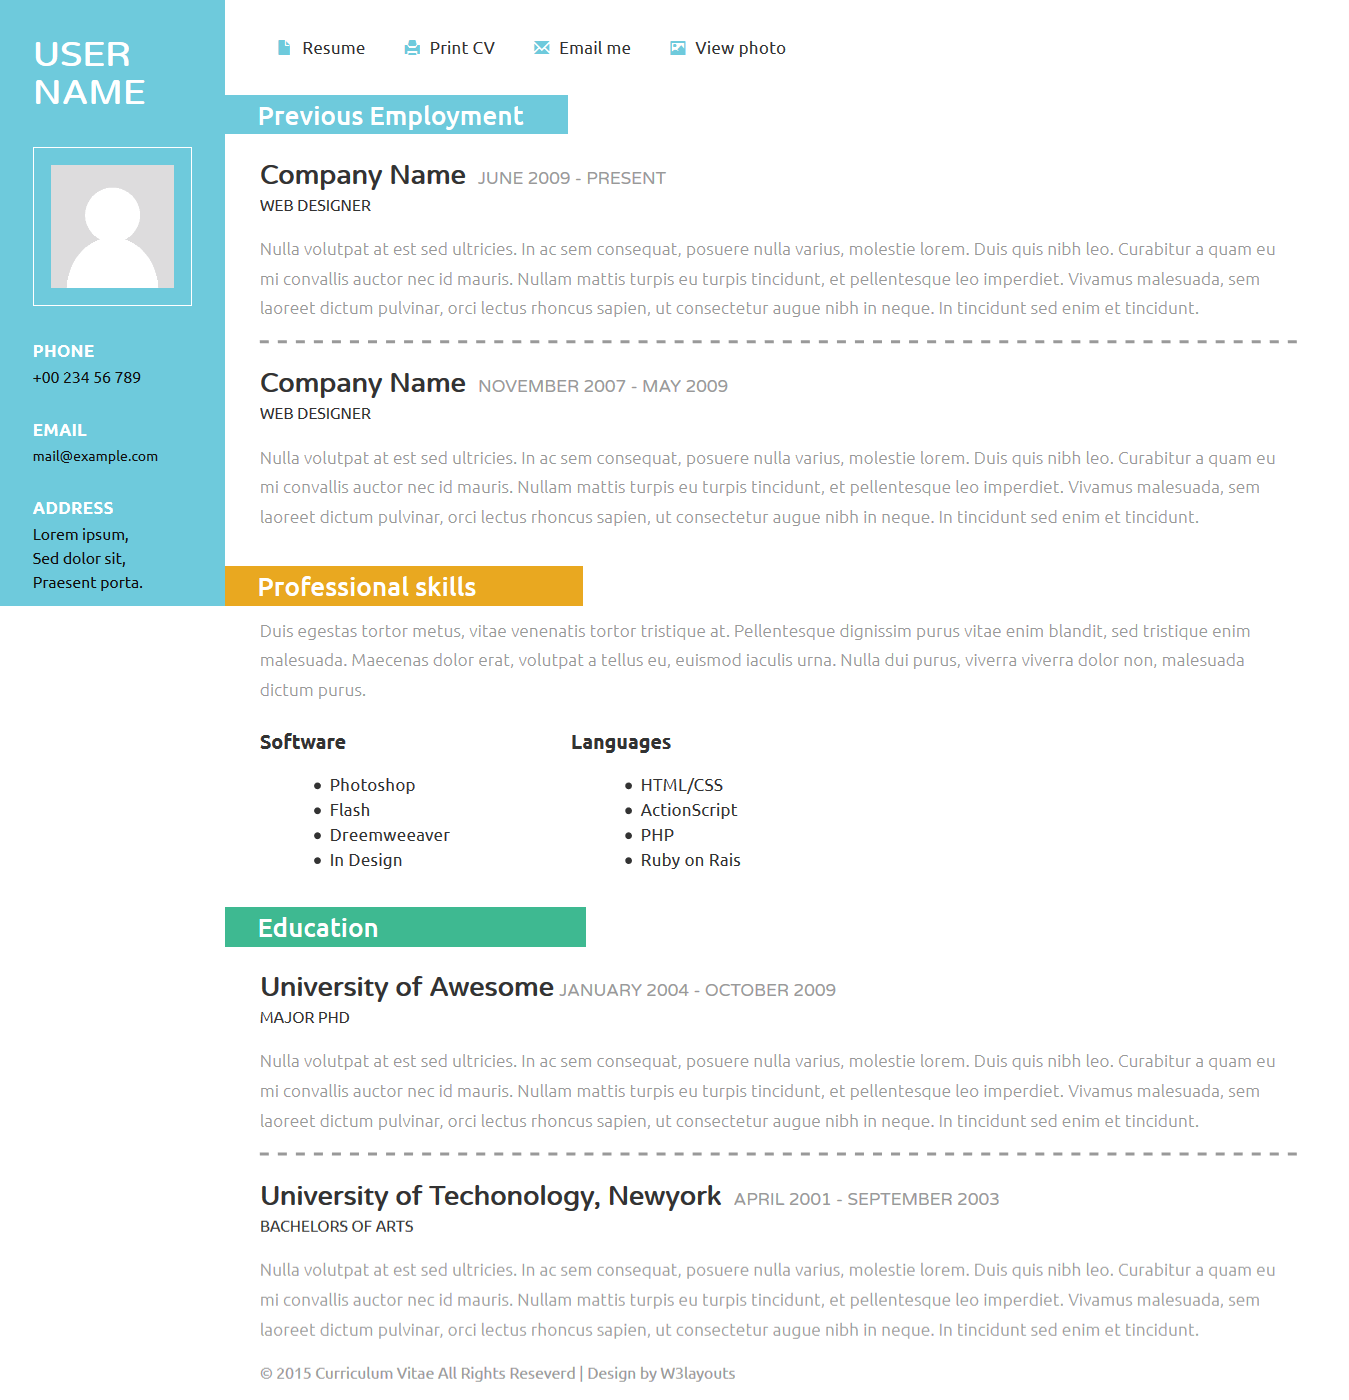 USER
NAME
PHONE
+00 234 56 789
EMAIL
mail@example.com
ADDRESS
Lorem ipsum,
Sed dolor sit,
Praesent porta.
Resume Print CV Email me View photo
Previous Employment
Company Name JUNE 2009 - PRESENT
WEB DESIGNER
Nulla volutpat at est sed ultricies. In ac sem consequat, posuere nulla varius, molestie lorem. Duis quis nibh leo. Curabitur a quam eu
mi convallis auctor nec id mauris. Nullam mattis turpis eu turpis tincidunt, et pellentesque leo imperdiet. Vivamus malesuada, sem
laoreet dictum pulvinar, orci lectus rhoncus sapien, ut consectetur augue nibh in neque. In tincidunt sed enim et tincidunt.
Company Name NOVEMBER 2007 - MAY 2009
WEB DESIGNER
Nulla volutpat at est sed ultricies. In ac sem consequat, posuere nulla varius, molestie lorem. Duis quis nibh leo. Curabitur a quam eu
mi convallis auctor nec id mauris. Nullam mattis turpis eu turpis tincidunt, et pellentesque leo imperdiet. Vivamus malesuada, sem
laoreet dictum pulvinar, orci lectus rhoncus sapien, ut consectetur augue nibh in neque. In tincidunt sed enim et tincidunt.
Professional skills
Duis egestas tortor metus, vitae venenatis tortor tristique at. Pellentesque dignissim purus vitae enim blandit, sed tristique enim
malesuada. Maecenas dolor erat, volutpat a tellus eu, euismod iaculis urna. Nulla dui purus, viverra viverra dolor non, malesuada
dictum purus.
Software
• Photoshop
• Flash
• Dreemweeaver
• In Design
Languages
• HTML/CSS
• ActionScript
• PHP
• Ruby on Rais
Education
University of Awesome JANUARY 2004 - OCTOBER 2009
MAJOR PHD
Nulla volutpat at est sed ultricies. In ac sem consequat, posuere nulla varius, molestie lorem. Duis quis nibh leo. Curabitur a quam eu
mi convallis auctor nec id mauris. Nullam mattis turpis eu turpis tincidunt, et pellentesque leo imperdiet. Vivamus malesuada, sem
laoreet dictum pulvinar, orci lectus rhoncus sapien, ut consectetur augue nibh in neque. In tincidunt sed enim et tincidunt.
University of Techonology, Newyork APRIL 2001 - SEPTEMBER 2003
BACHELORS OF ARTS
Nulla volutpat at est sed ultricies. In ac sem consequat, posuere nulla varius, molestie lorem. Duis quis nibh leo. Curabitur a quam eu
mi convallis auctor nec id mauris. Nullam mattis turpis eu turpis tincidunt, et pellentesque leo imperdiet. Vivamus malesuada, sem
laoreet dictum pulvinar, orci lectus rhoncus sapien, ut consectetur augue nibh in neque. In tincidunt sed enim et tincidunt.
© 2015 Curriculum Vitae All Rights Reseverd | Design by W3layouts